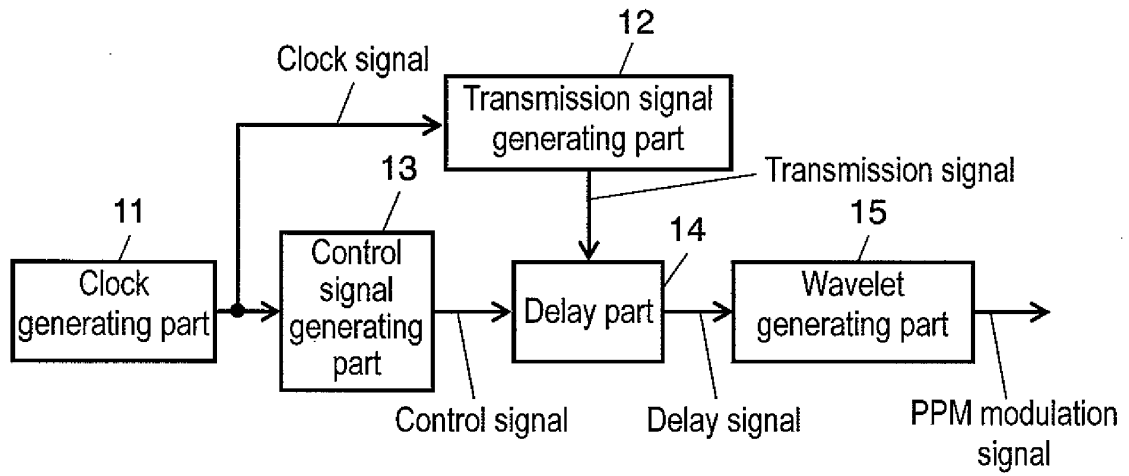 12
Clock signal
Transmission signal
generating part
Transmission signal
13
11
14
15
Clock
generating part
Control
signal
generating
part
Delay part
Wavelet
generating part
Control signal
Delay signal
PPM modulation
signal